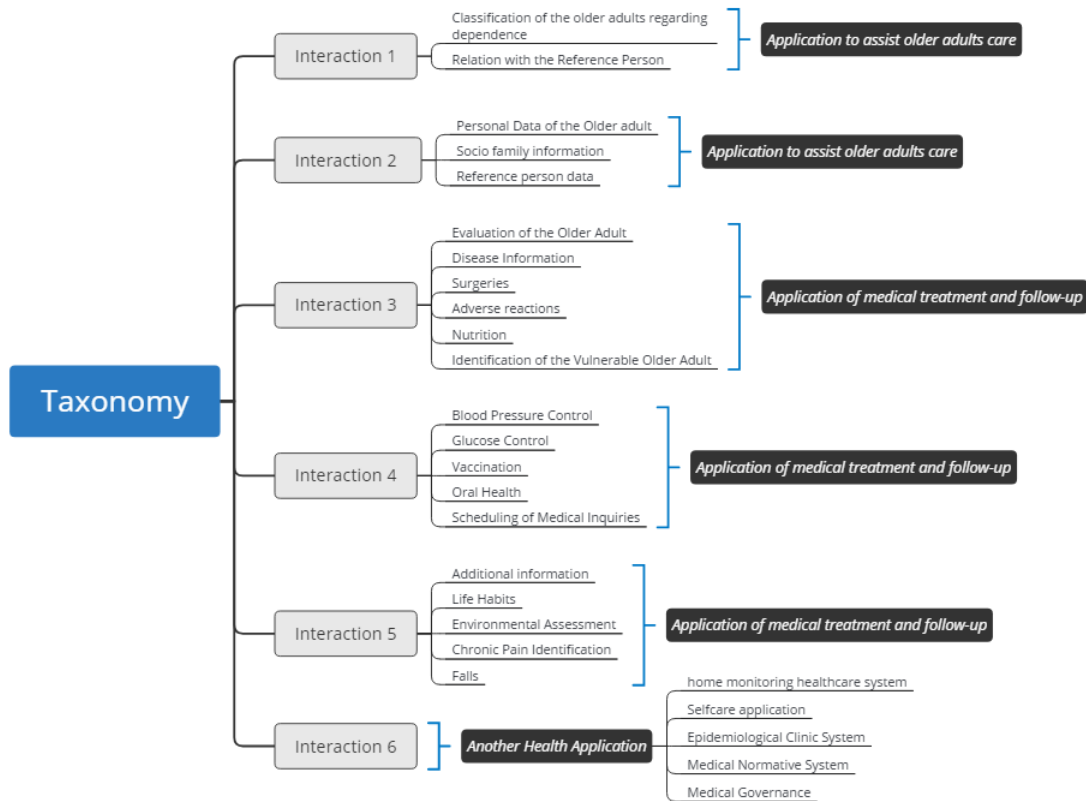 Taxonomy
Interaction 1
Classification of the older adults regarding
dependence
Relation with the Reference Person
Application to assist older adults care
Interaction 2
Personal Data of the Older adult
Socio family information
Reference person data
Application to assist older adults care
Interaction 3
Evaluation of the Older Adult
Disease Information
Surgeries
Adverse reactions
Nutrition
Identification of the Vulnerable Older Adult
Application of medical treatment and follow-up
Interaction 4
Blood Pressure Control
Glucose Control
Vaccination
Oral Health
Scheduling of Medical Inquiries
Application of medical treatment and follow-up
Interaction 5
Additional information
Life Habits
Environmental Assessment
Chronic Pain Identification
Falls
Application of medical treatment and follow-up
Interaction 6
Another Health Application
home monitoring healthcare system
Selfcare application
Epidemiological Clinic System
Medical Normative System
Medical Governance